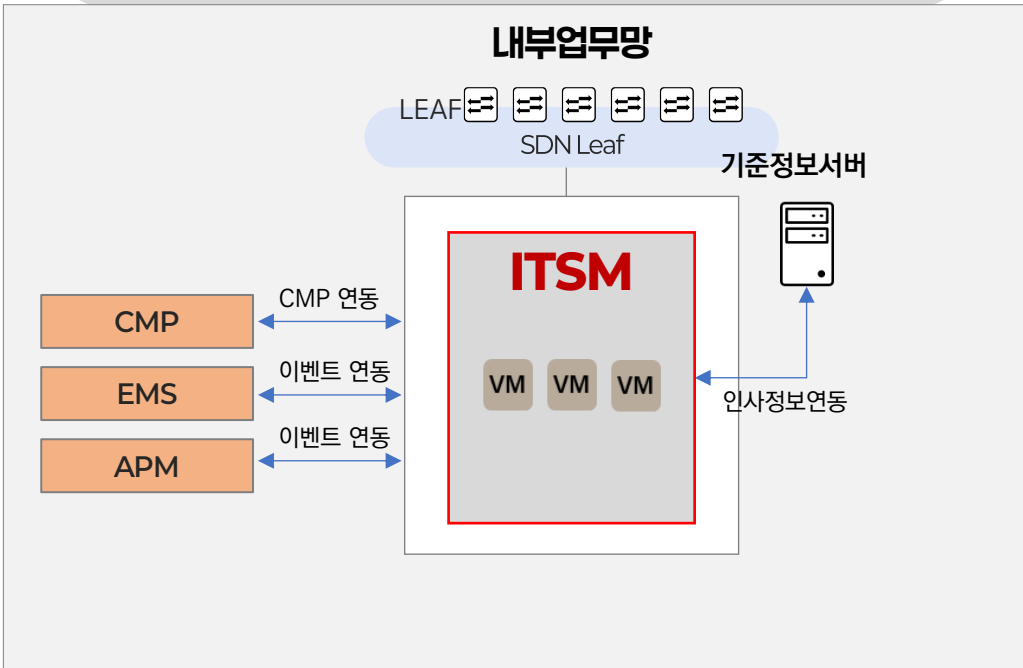 내부업무망
LEAF
SDN Leaf
기준정보서버
ITSM
CMP 연동
CMP
이벤트 연동
EMS
VM VM VM
인사정보연동
이벤트 연동
APM